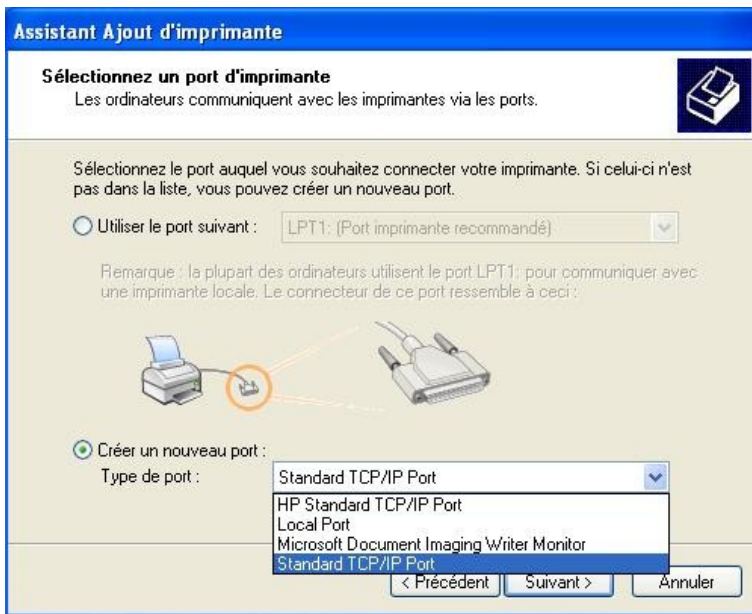 Assistant Ajout d'imprimante
Sélectionnez un port d'imprimante
Les ordinateurs communiquent avec les imprimantes via les ports.
Sélectionnez le port auquel vous souhaitez connecter votre imprimante. Si celui-ci n'est
pas dans la liste, vous pouvez créer un nouveau port.
Utiliser le port suivant :
LPT1: (Port imprimante recommandé)
Remarque : la plupart des ordinateurs utilisent le port LPT1: pour communiquer avec
une imprimante locale. Le connecteur de ce port ressemble à ceci :
Créer un nouveau port :
Type de port :
Standard TCP/IP Port
HP Standard TCP/IP Port
Local Port
Microsoft Document Imaging Writer Monitor
Standard TCP/IP Port
< Précédent
Suivant >
Annuler